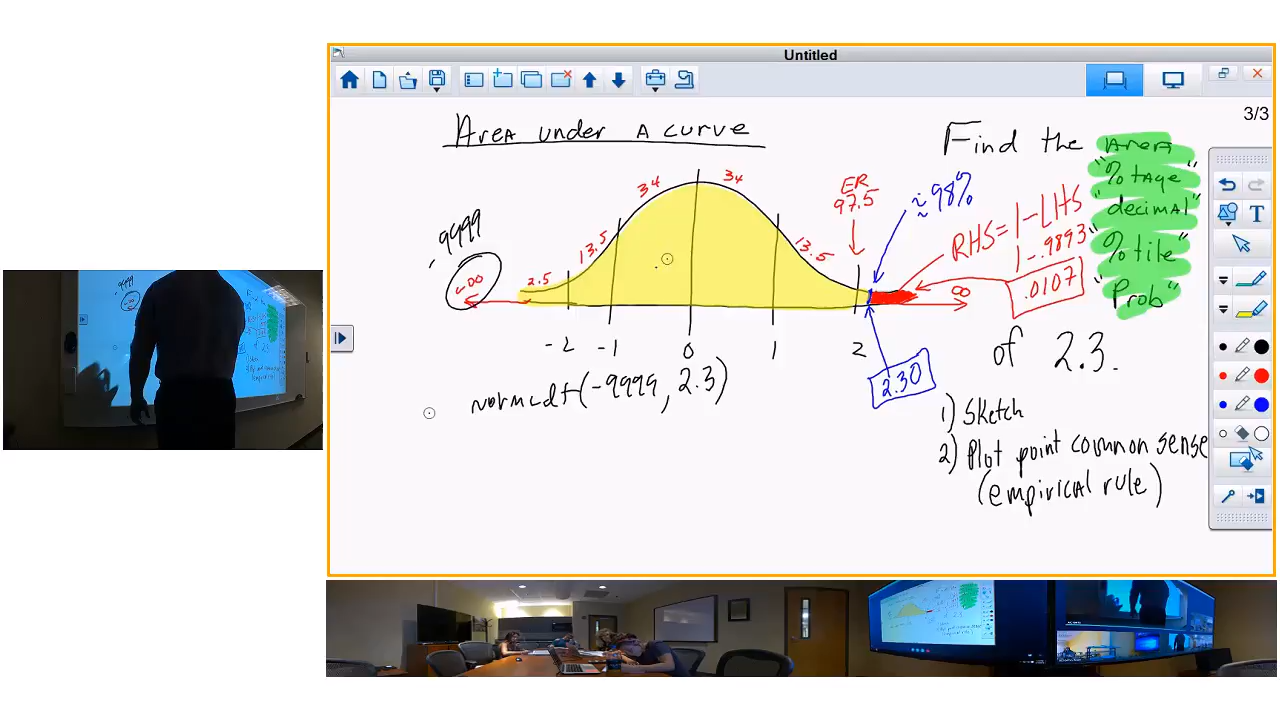 Untitled
3/3
Area under A curve
Find the Area
"%tage"
"decimal"
"%tile"
"Prob"
of 2.3.
34
34
13.5
13.5
2.5
ER
97.5
≈98%
RHS = 1-LHS
1-.9893
.0107
.9999
-∞
∞
-2 -1 0 1 2
2.30
normcdf(-9999, 2.3)
1) Sketch
2) Plot point common sense
(empirical rule)
T